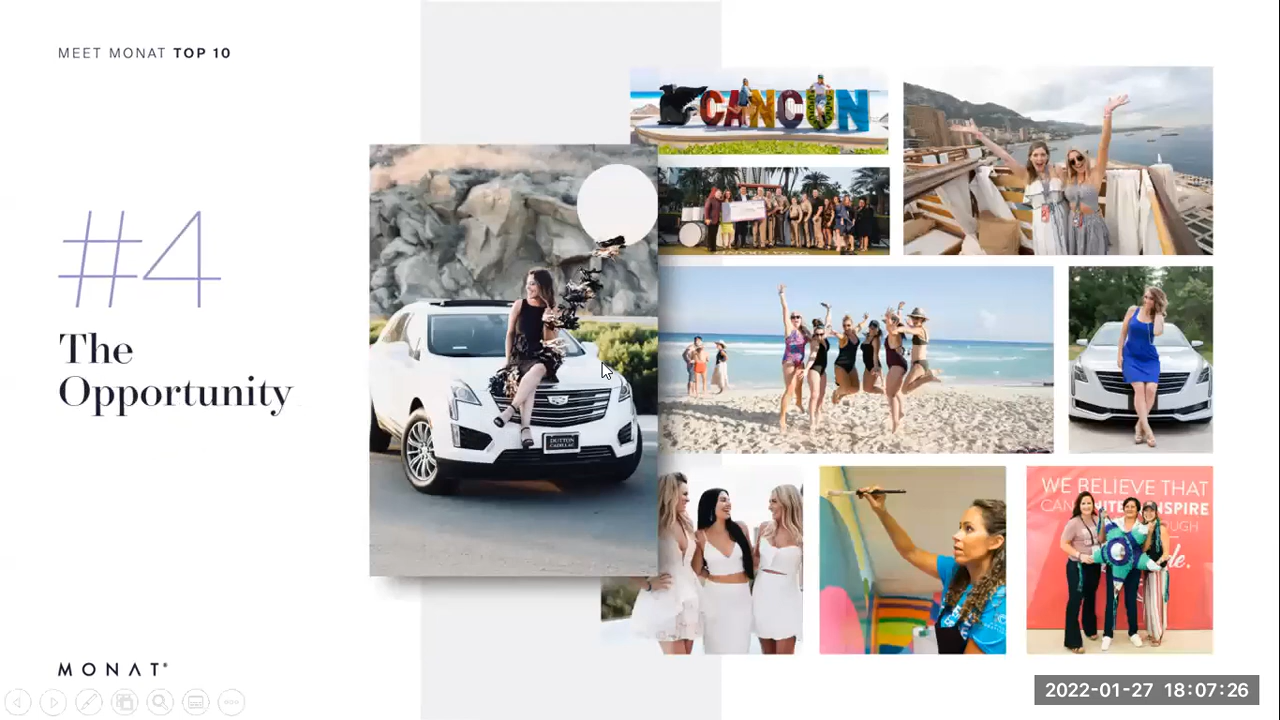 MEET MONAT TOP 10
#4
The
Opportunity
CANCUN
DUTTON
CADILLAC
WE BELIEVE THAT
CAN
INSPIRE
MONAT
2022-01-27 18:07:26